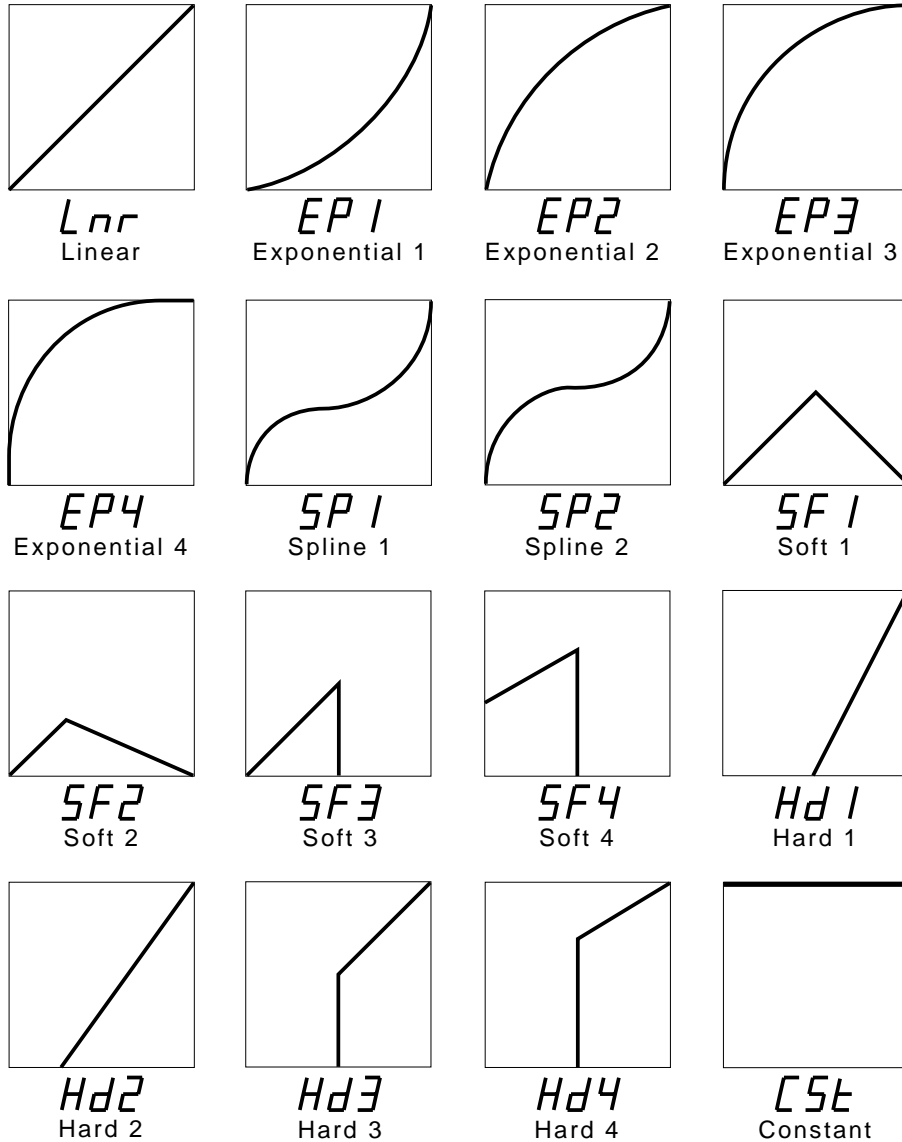 Lnr
Linear
EP1
Exponential 1
EP2
Exponential 2
EP3
Exponential 3
EP4
Exponential 4
SP1
Spline 1
SP2
Spline 2
SF1
Soft 1
SF2
Soft 2
SF3
Soft 3
SF4
Soft 4
Hd1
Hard 1
Hd2
Hard 2
Hd3
Hard 3
Hd4
Hard 4
CSt
Constant